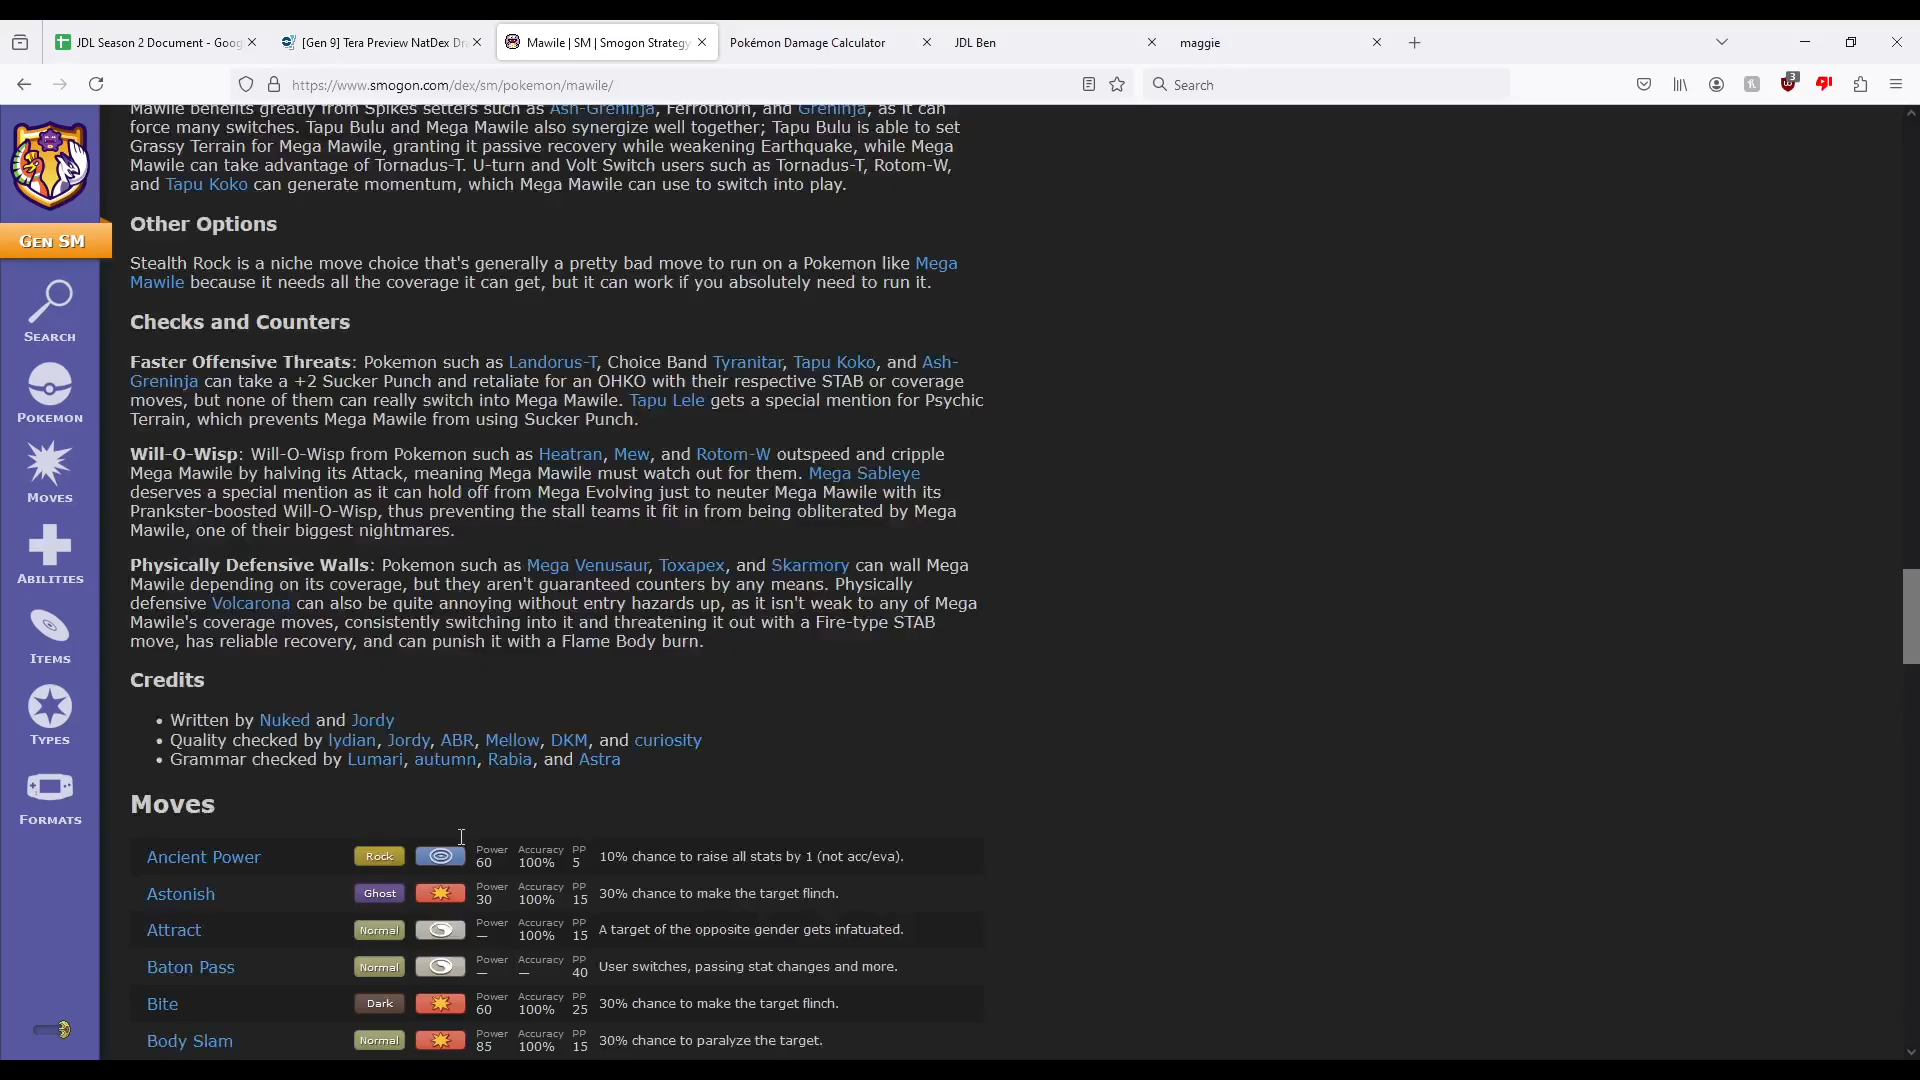 JDL Season 2 Document - Goog
[Gen 9] Tera Preview NatDex Dra
Mawile | SM | Smogon Strategy
Pokémon Damage Calculator
JDL Ben
maggie
https://www.smogon.com/dex/sm/pokemon/mawile/
Search
3
GEN SM
SEARCH
POKEMON
MOVES
ABILITIES
ITEMS
TYPES
FORMATS
Mawile benefits greatly from Spikes setters such as Ash-Greninja, Ferrothorn, and Greninja, as it can
force many switches. Tapu Bulu and Mega Mawile also synergize well together; Tapu Bulu is able to set
Grassy Terrain for Mega Mawile, granting it passive recovery while weakening Earthquake, while Mega
Mawile can take advantage of Tornadus-T. U-turn and Volt Switch users such as Tornadus-T, Rotom-W,
and Tapu Koko can generate momentum, which Mega Mawile can use to switch into play.
Other Options
Stealth Rock is a niche move choice that's generally a pretty bad move to run on a Pokemon like Mega
Mawile because it needs all the coverage it can get, but it can work if you absolutely need to run it.
Checks and Counters
Faster Offensive Threats: Pokemon such as Landorus-T, Choice Band Tyranitar, Tapu Koko, and Ash-
Greninja can take a +2 Sucker Punch and retaliate for an OHKO with their respective STAB or coverage
moves, but none of them can really switch into Mega Mawile. Tapu Lele gets a special mention for Psychic
Terrain, which prevents Mega Mawile from using Sucker Punch.
Will-O-Wisp: Will-O-Wisp from Pokemon such as Heatran, Mew, and Rotom-W outspeed and cripple
Mega Mawile by halving its Attack, meaning Mega Mawile must watch out for them. Mega Sableye
deserves a special mention as it can hold off from Mega Evolving just to neuter Mega Mawile with its
Prankster-boosted Will-O-Wisp, thus preventing the stall teams it fit in from being obliterated by Mega
Mawile, one of their biggest nightmares.
Physically Defensive Walls: Pokemon such as Mega Venusaur, Toxapex, and Skarmory can wall Mega
Mawile depending on its coverage, but they aren't guaranteed counters by any means. Physically
defensive Volcarona can also be quite annoying without entry hazards up, as it isn't weak to any of Mega
Mawile's coverage moves, consistently switching into it and threatening it out with a Fire-type STAB
move, has reliable recovery, and can punish it with a Flame Body burn.
Credits
• Written by Nuked and Jordy
• Quality checked by lydian, Jordy, ABR, Mellow, DKM, and curiosity
• Grammar checked by Lumari, autumn, Rabia, and Astra
Moves
Ancient Power Rock Power 60 Accuracy 100% PP 5 10% chance to raise all stats by 1 (not acc/eva).
Astonish Ghost Power 30 Accuracy 100% PP 15 30% chance to make the target flinch.
Attract Normal Power — Accuracy 100% PP 15 A target of the opposite gender gets infatuated.
Baton Pass Normal Power — Accuracy — PP 40 User switches, passing stat changes and more.
Bite Dark Power 60 Accuracy 100% PP 25 30% chance to make the target flinch.
Body Slam Normal Power 85 Accuracy 100% PP 15 30% chance to paralyze the target.